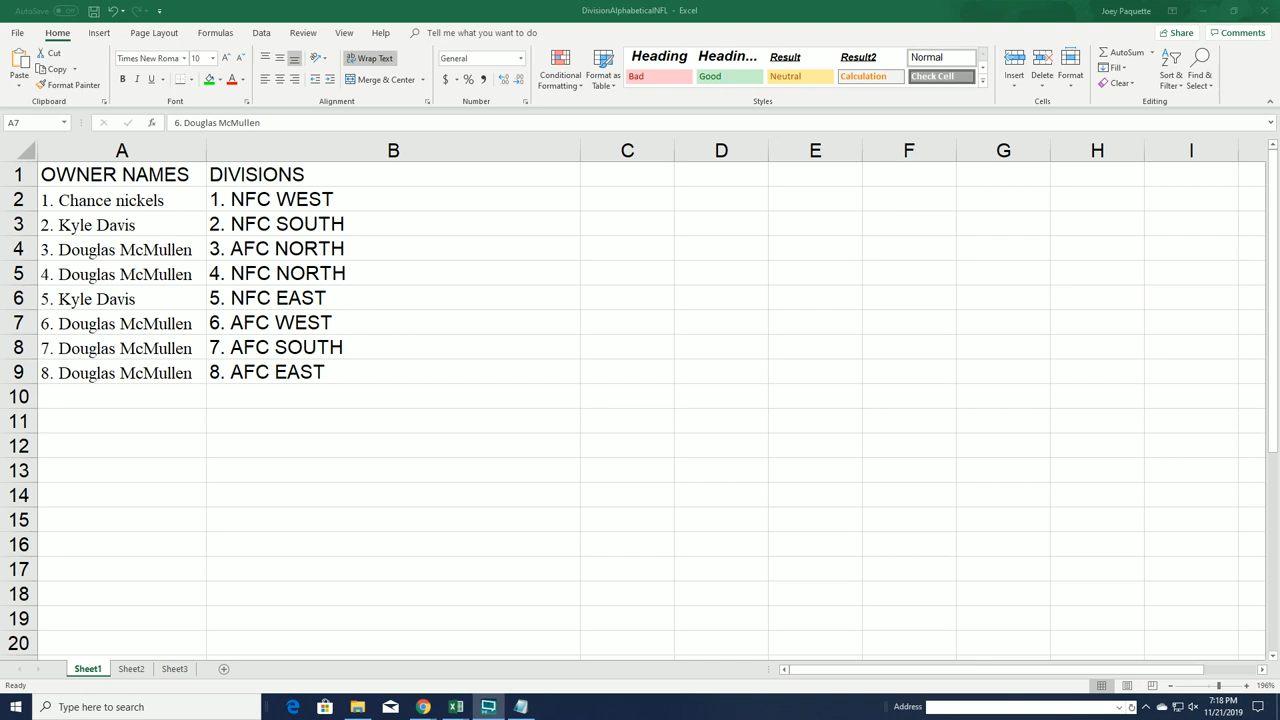 AutoSave Off DivisionAlphabeticalNFL - Excel Joey Paquette
File Home Insert Page Layout Formulas Data Review View Help Tell me what you want to do Share Comments
Paste Cut Copy Format Painter Clipboard
Times New Roma 10 B I U A Font
Wrap Text Merge & Center Alignment
General $ % 9 Number
Conditional Formatting Format as Table
Heading Headin... Result Result2 Normal
Bad Good Neutral Calculation Check Cell
Styles
Insert Delete Format Cells
AutoSum Fill Clear Sort & Filter Find & Select Editing
A7 fx 6. Douglas McMullen
A B C D E F G H I
1 OWNER NAMES DIVISIONS
2 1. Chance nickels 1. NFC WEST
3 2. Kyle Davis 2. NFC SOUTH
4 3. Douglas McMullen 3. AFC NORTH
5 4. Douglas McMullen 4. NFC NORTH
6 5. Kyle Davis 5. NFC EAST
7 6. Douglas McMullen 6. AFC WEST
8 7. Douglas McMullen 7. AFC SOUTH
9 8. Douglas McMullen 8. AFC EAST
10
11
12
13
14
15
16
17
18
19
20
Sheet1 Sheet2 Sheet3
Ready 196%
Type here to search Address 7:18 PM
11/21/2019